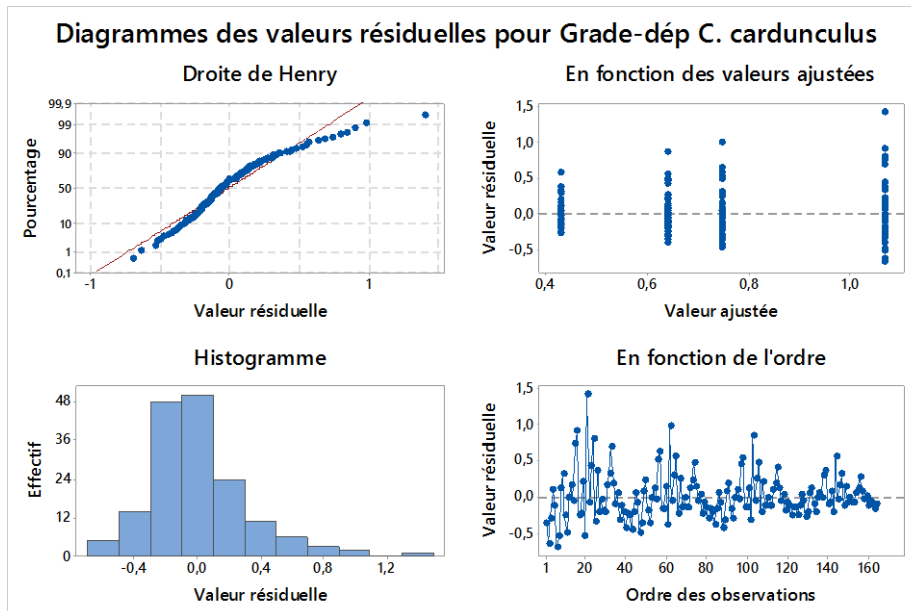 Diagrammes des valeurs résiduelles pour Grade-dép C. cardunculus
Droite de Henry
99,9
99
90
50
10
1
0,1
Pourcentage
-1 0 1
Valeur résiduelle
En fonction des valeurs ajustées
1,5
1,0
0,5
0,0
-0,5
Valeur résiduelle
0,4 0,6 0,8 1,0
Valeur ajustée
Histogramme
48
36
24
12
0
Effectif
-0,4 0,0 0,4 0,8 1,2
Valeur résiduelle
En fonction de l'ordre
1,5
1,0
0,5
0,0
-0,5
Valeur résiduelle
1 20 40 60 80 100 120 140 160
Ordre des observations